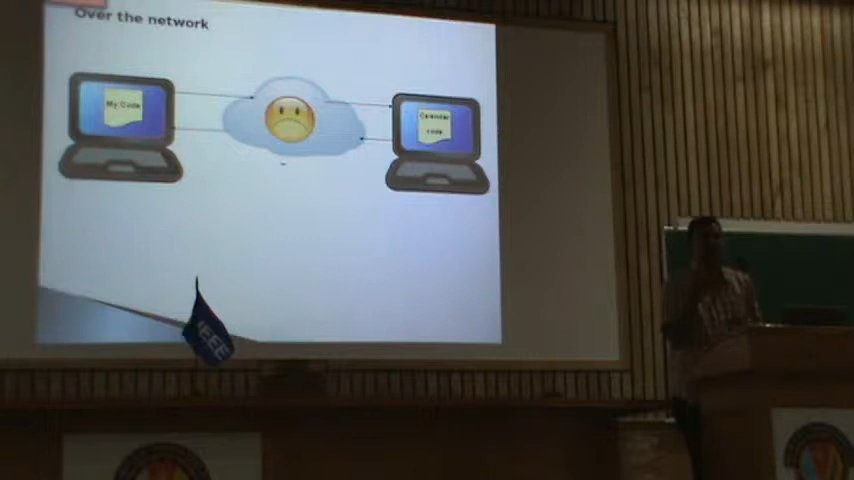 Over the network
My Code
Calendar
code
IEEE